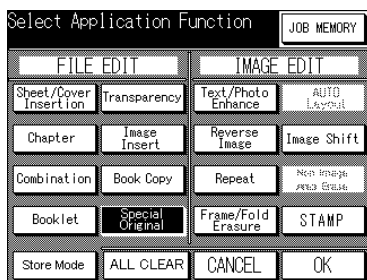 Select Application Function
JOB MEMORY
FILE EDIT
IMAGE EDIT
Sheet/Cover
Insertion
Transparency
Text/Photo
Enhance
AUTO
Layout
Chapter
Image
Insert
Reverse
Image
Image Shift
Combination
Book Copy
Repeat
Non Image
Area Erase
Booklet
Special
Original
Frame/Fold
Erasure
STAMP
Store Mode
ALL CLEAR
CANCEL
OK